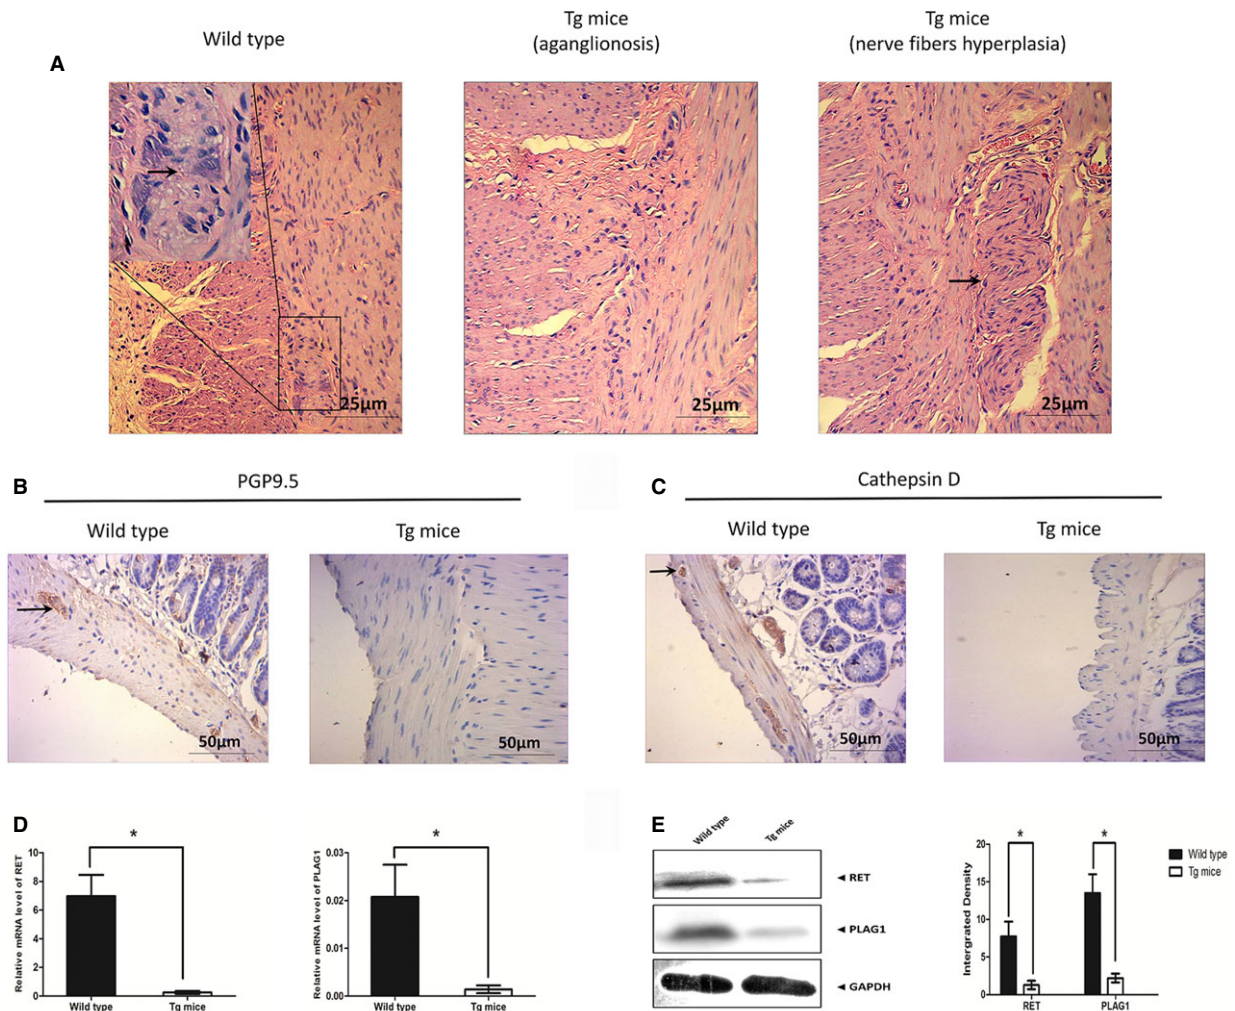 Wild type
Tg mice
(aganglionosis)
Tg mice
(nerve fibers hyperplasia)
A
25μm
25μm
25μm
B
PGP9.5
Wild type
Tg mice
50μm
50μm
C
Cathepsin D
Wild type
Tg mice
50μm
50μm
D
*
Relative mRNA level of RET
10
8
6
4
2
0
Wild type
Tg mice
*
Relative mRNA level of PLAG1
0.03
0.02
0.01
0.00
Wild type
Tg mice
E
Wild type
Tg mice
RET
PLAG1
GAPDH
*
*
Intergrated Density
20
15
10
5
0
RET
PLAG1
Wild type
Tg mice